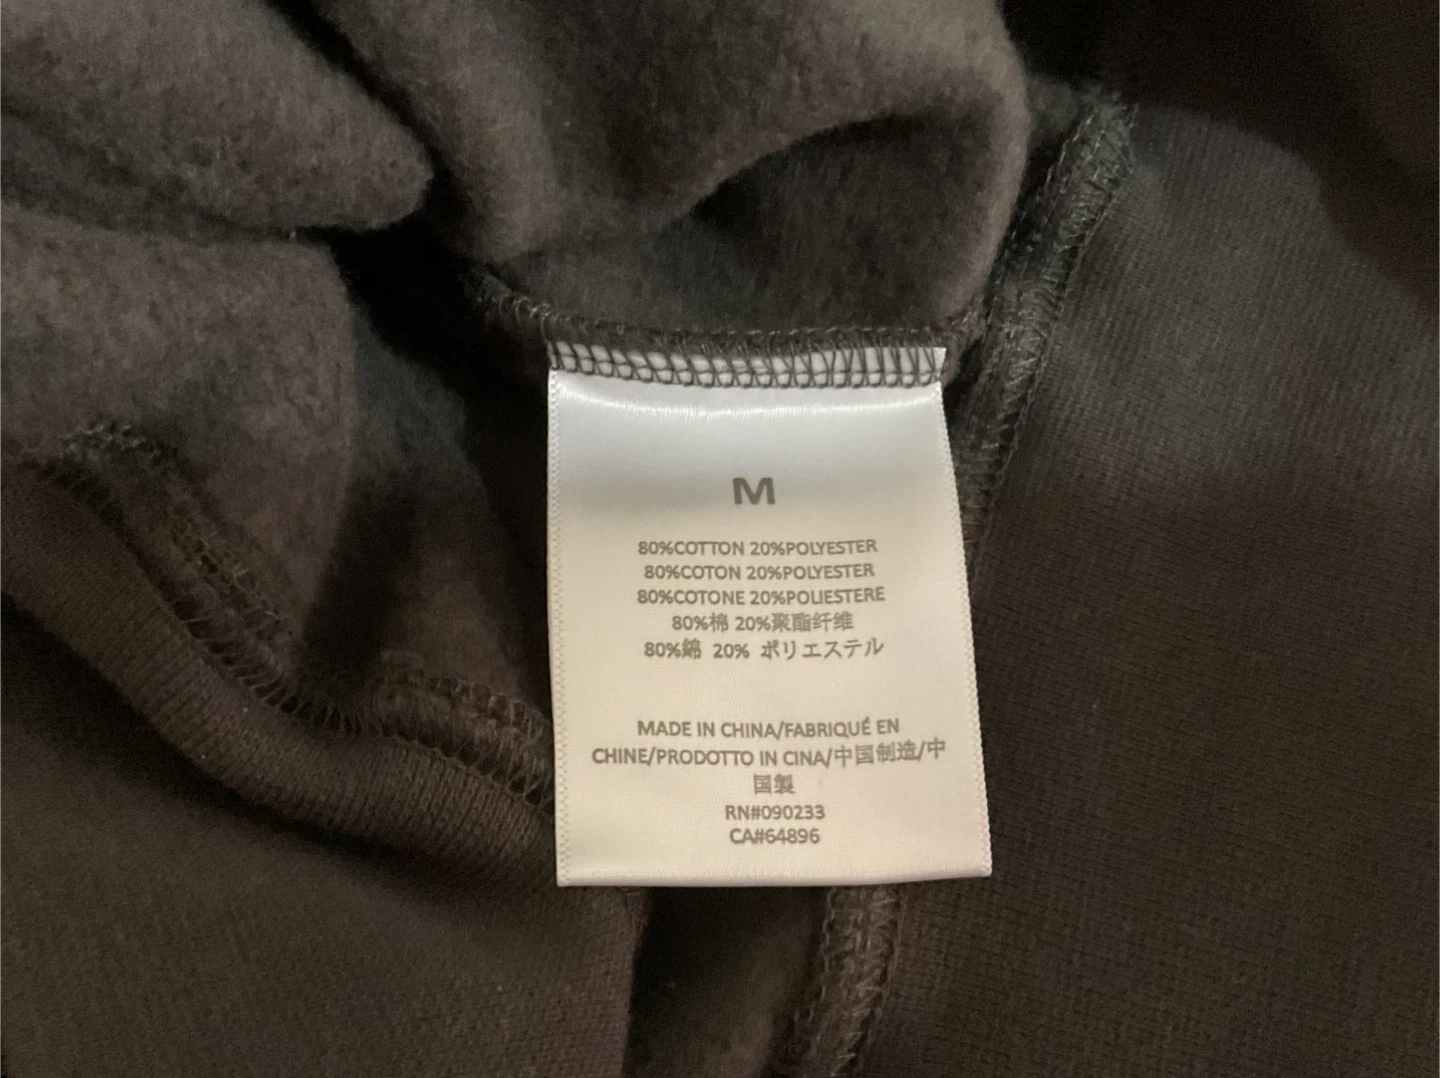 M
80%COTTON 20%POLYESTER
80%COTON 20%POLYESTER
80%COTONE 20%POLIESTERE
80%棉 20%聚酯纤维
80%綿 20% ポリエステル
MADE IN CHINA/FABRIQUÉ EN
CHINE/PRODOTTO IN CINA/中国制造/中
国製
RN#090233
CA#64896